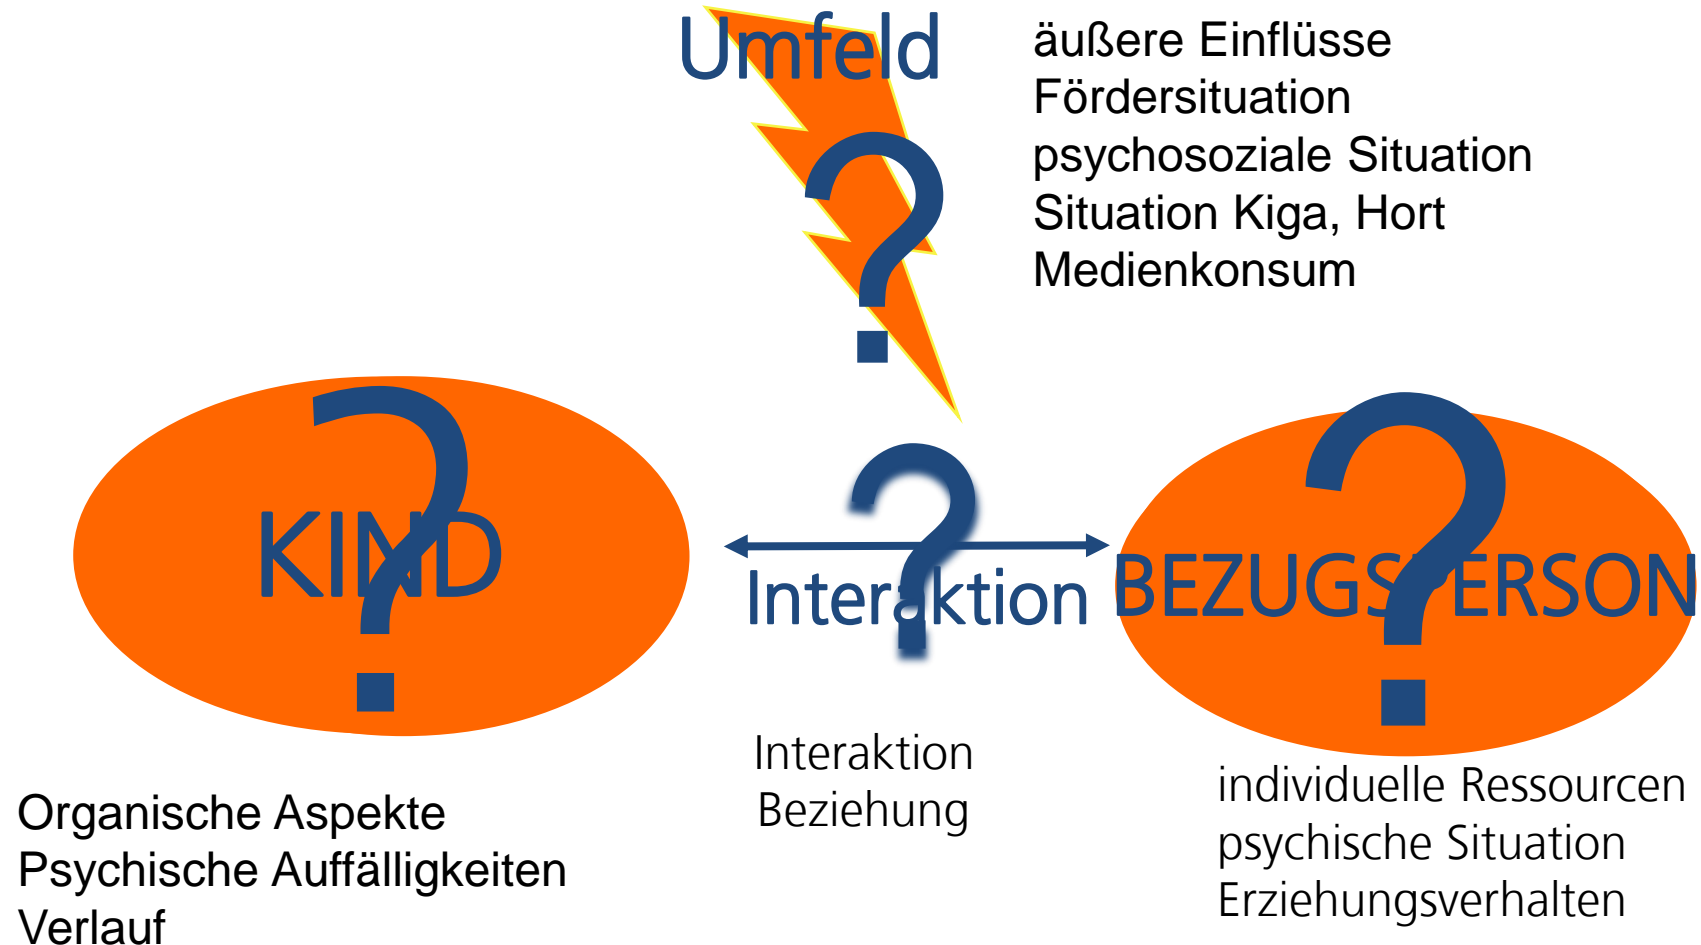 Umfeld
?
äußere Einflüsse
Fördersituation
psychosoziale Situation
Situation Kiga, Hort
Medienkonsum
KIND
?
?
Interaktion
BEZUGSPERSON
?
Interaktion
Beziehung
Organische Aspekte
Psychische Auffälligkeiten
Verlauf
individuelle Ressourcen
psychische Situation
Erziehungsverhalten